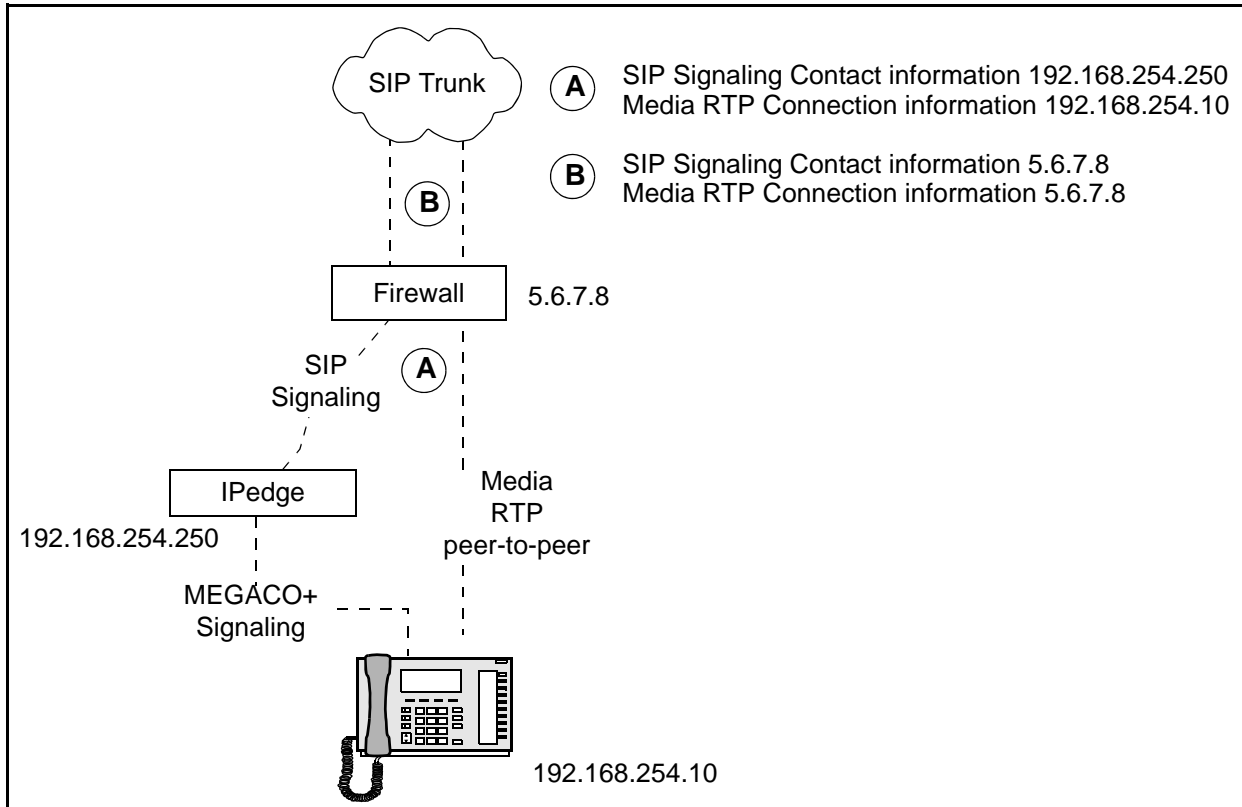 SIP Trunk
A
SIP Signaling Contact information 192.168.254.250
Media RTP Connection information 192.168.254.10
B
SIP Signaling Contact information 5.6.7.8
Media RTP Connection information 5.6.7.8
B
Firewall
5.6.7.8
SIP
Signaling
A
IPedge
192.168.254.250
Media
RTP
peer-to-peer
MEGACO+
Signaling
192.168.254.10